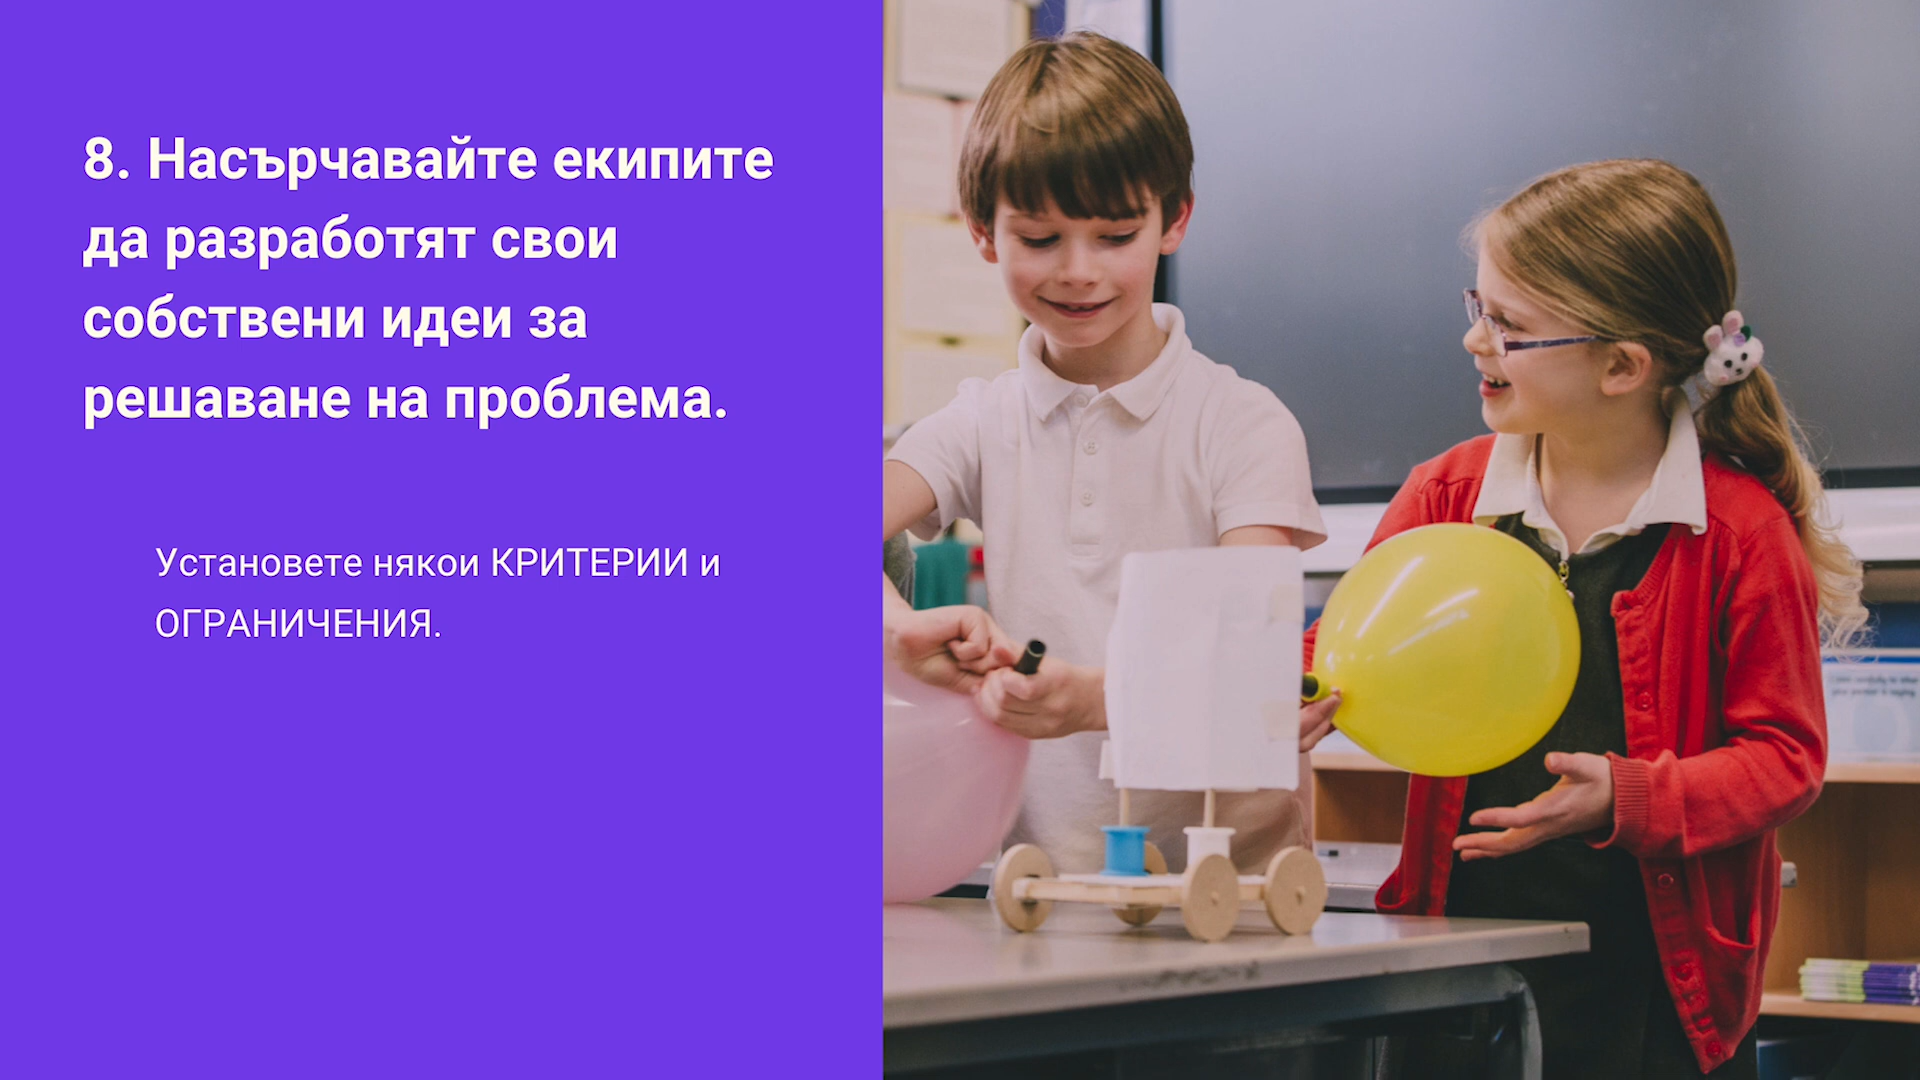 8. Насърчавайте екипите
да разработят свои
собствени идеи за
решаване на проблема.
Установете някои КРИТЕРИИ и
ОГРАНИЧЕНИЯ.